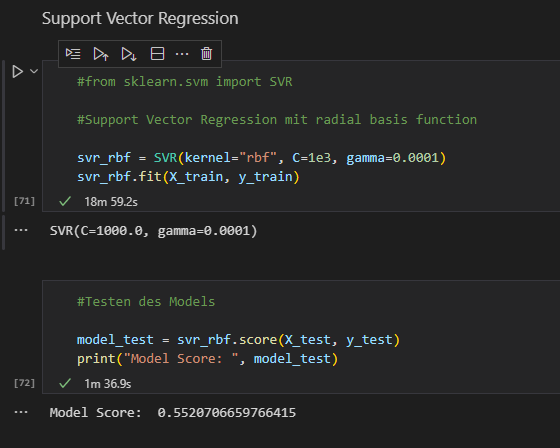 Support Vector Regression
#from sklearn.svm import SVR
#Support Vector Regression mit radial basis function
svr_rbf = SVR(kernel="rbf", C=1e3, gamma=0.0001)
svr_rbf.fit(X_train, y_train)
[71] 18m 59.2s
SVR(C=1000.0, gamma=0.0001)
#Testen des Models
model_test = svr_rbf.score(X_test, y_test)
print("Model Score: ", model_test)
[72] 1m 36.9s
Model Score:  0.5520706659766415